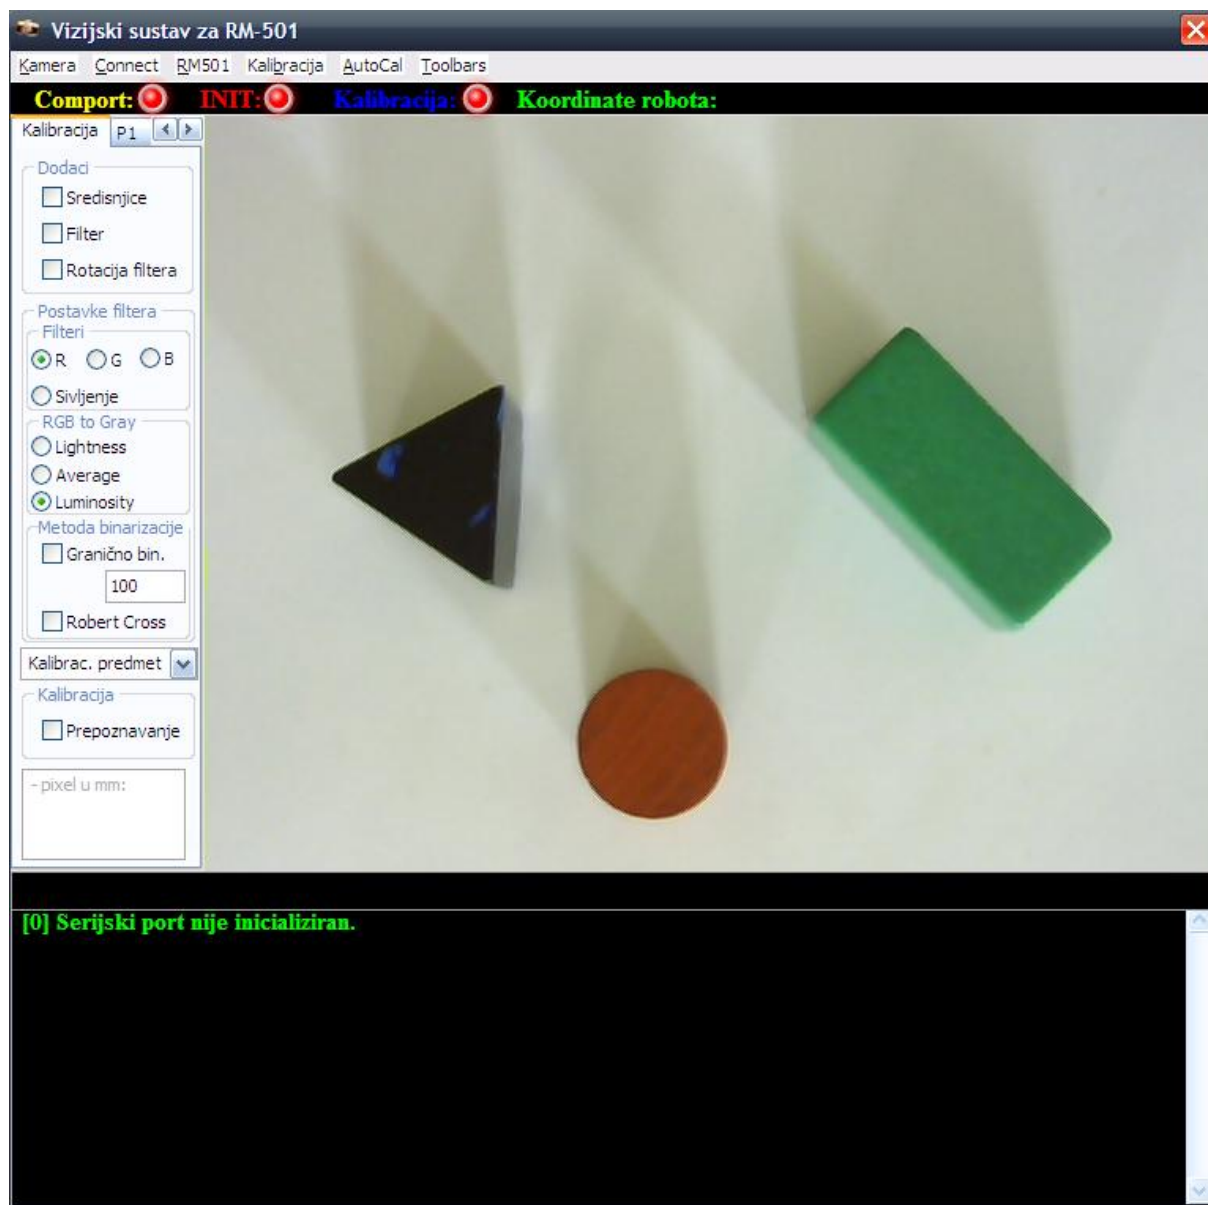 Vizijski sustav za RM-501
Kamera Connect RM501 Kalibracija AutoCal Toolbars
Comport: INIT: Kalibracija: Koordinate robota:
Kalibracija P1
Dodaci
Sredisnjice
Filter
Rotacija filtera
Postavke filtera
Filteri
R G B
Sivljenje
RGB to Gray
Lightness
Average
Luminosity
Metoda binarizacije
Granično bin.
100
Robert Cross
Kalibrac. predmet
Kalibracija
Prepoznavanje
- pixel u mm:
[0] Serijski port nije inicializiran.